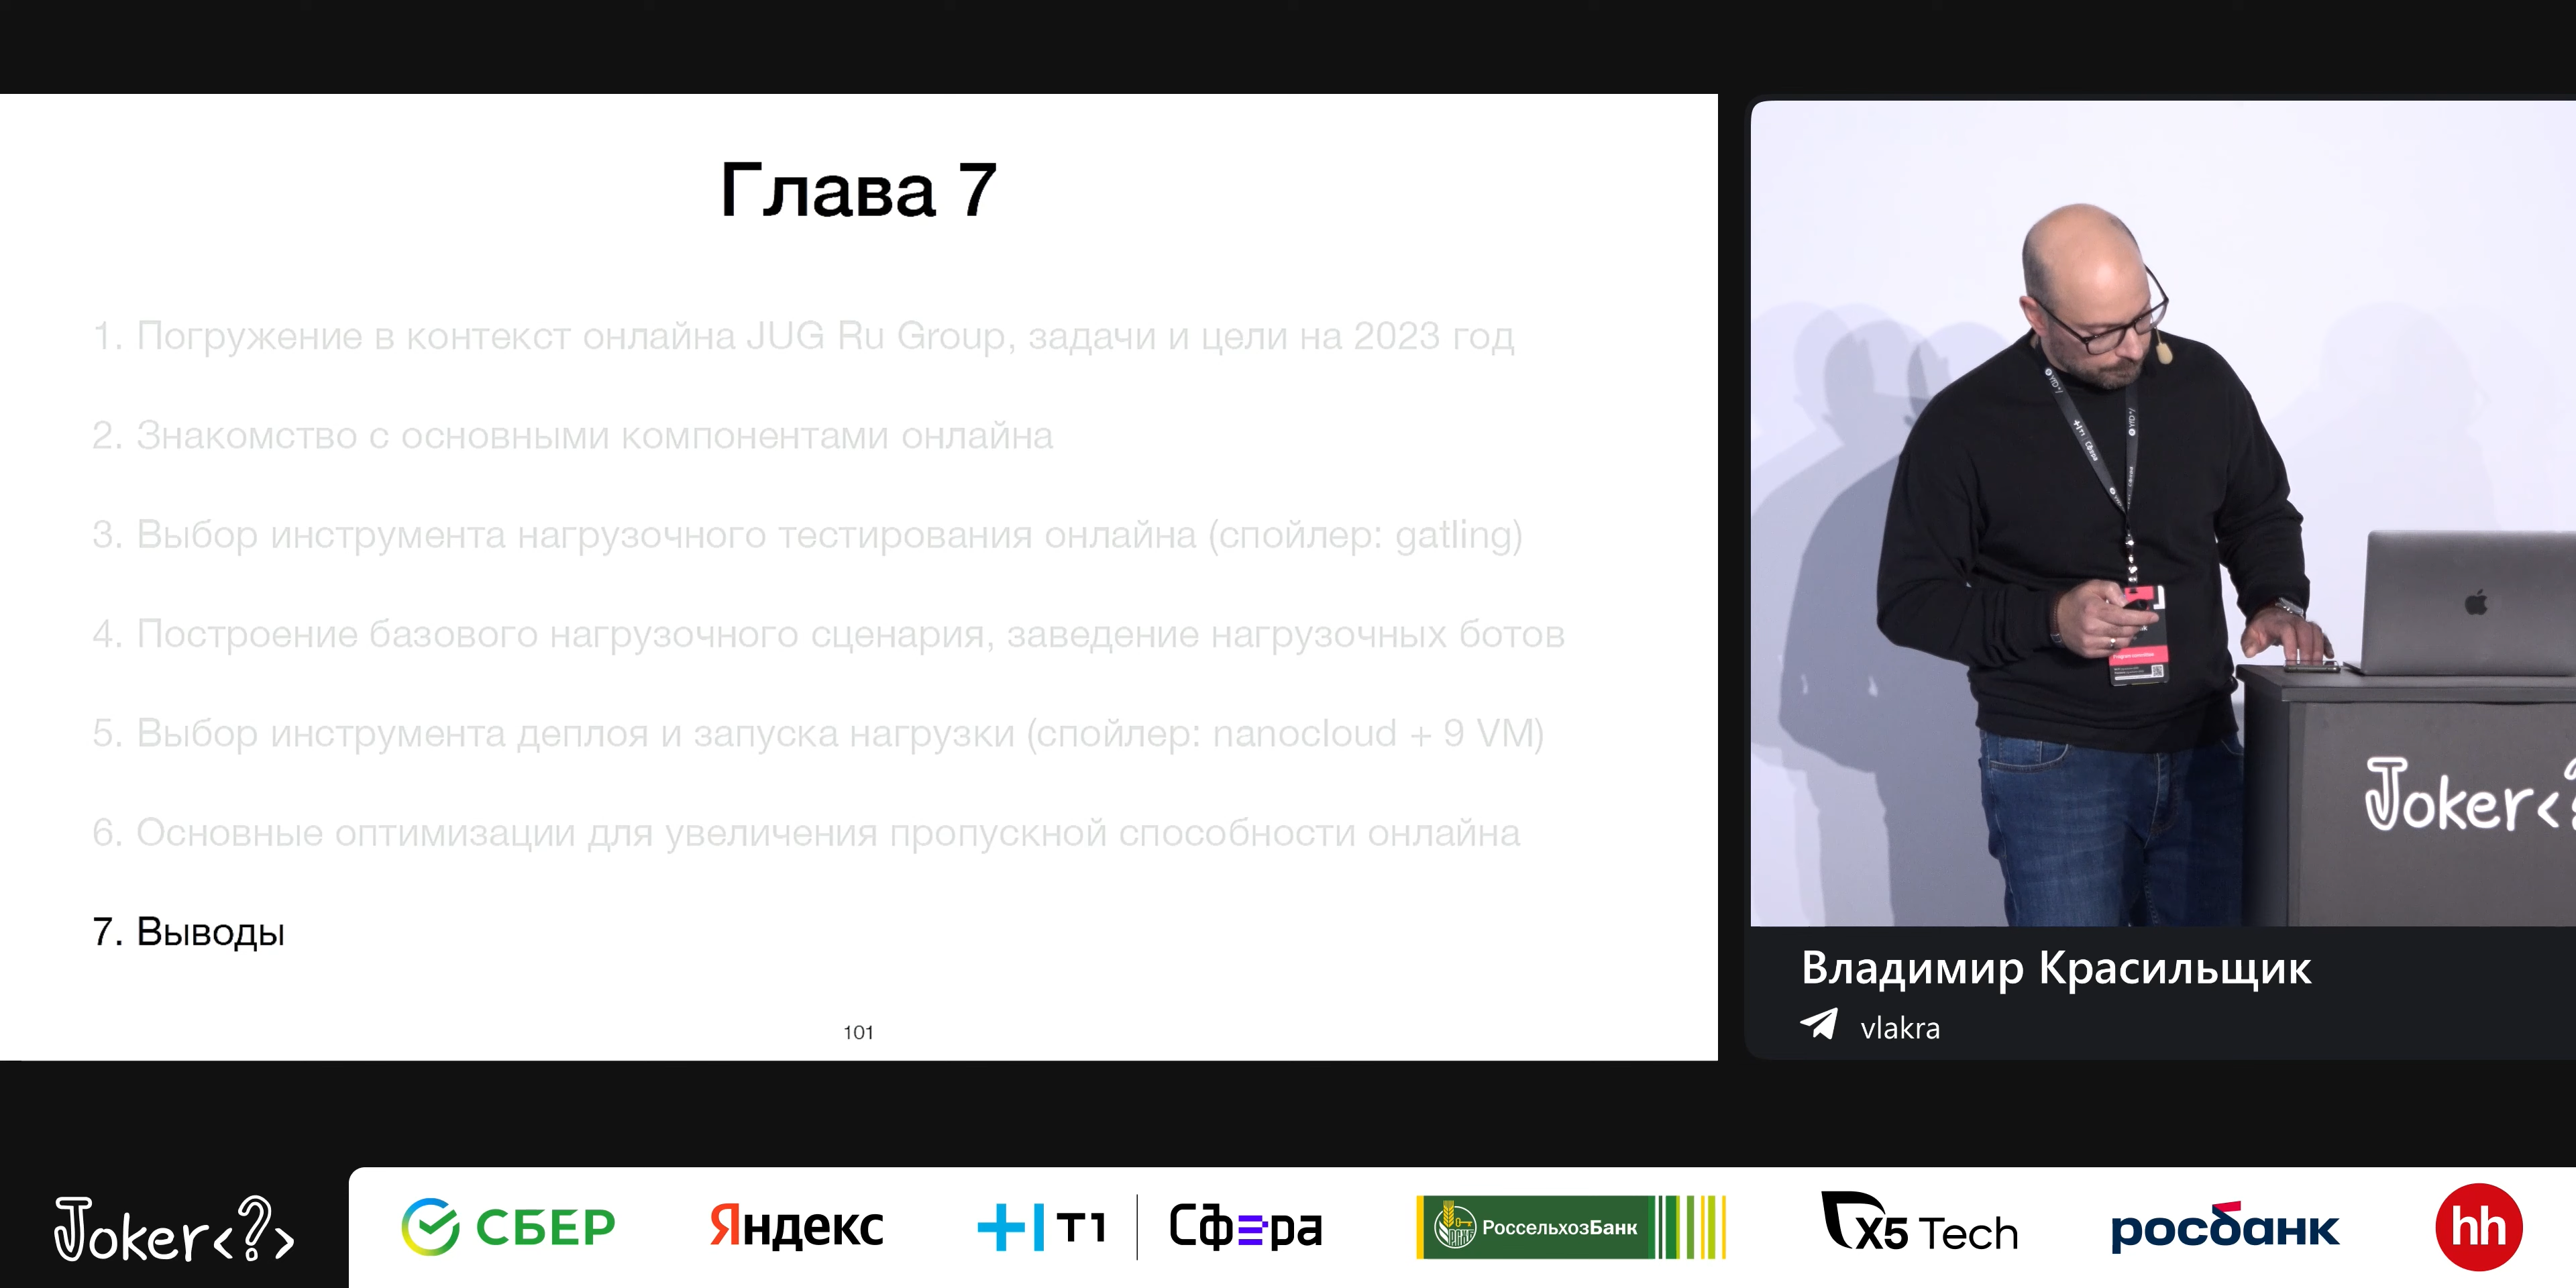 Глава 7
1. Погружение в контекст онлайна JUG Ru Group, задачи и цели на 2023 год
2. Знакомство с основными компонентами онлайна
3. Выбор инструмента нагрузочного тестирования онлайна (спойлер: gatling)
4. Построение базового нагрузочного сценария, заведение нагрузочных ботов
5. Выбор инструмента деплоя и запуска нагрузки (спойлер: nanocloud + 9 VM)
6. Основные оптимизации для увеличения пропускной способности онлайна
7. Выводы
101
Joker<?
Владимир Красильщик
vlakra
Joker<?>
СБЕР
Яндекс
Т1
Сфера
РоссельхозБанк
X5 Tech
росбанк
hh